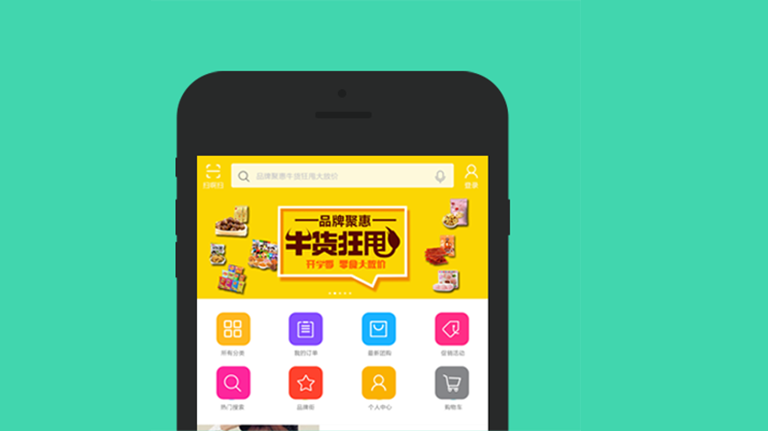 扫啊扫
品牌聚惠牛货狂甩大放价
登录
品牌聚惠
牛货狂甩
开学季 零食大放价
所有分类
我的订单
最新团购
促销活动
热门搜索
品牌街
个人中心
购物车